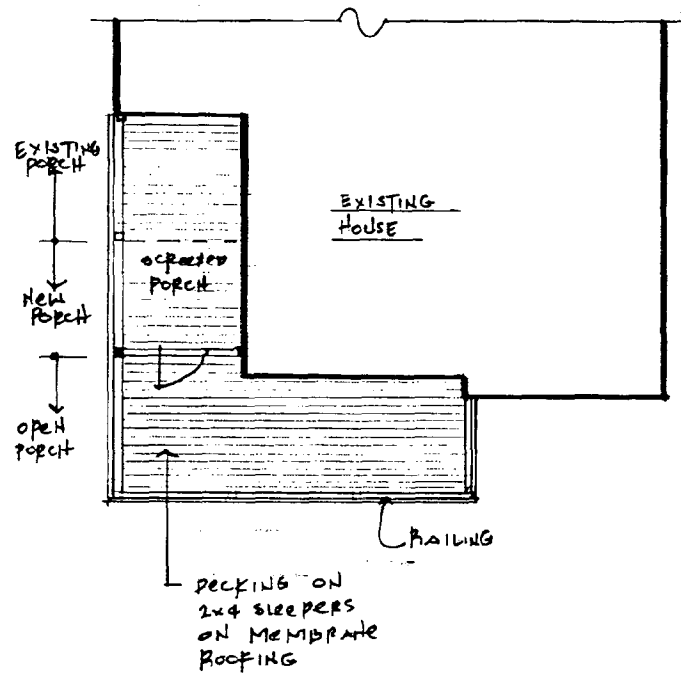 EXISTING
PORCH
EXISTING
HOUSE
SCREENED
PORCH
NEW
PORCH
OPEN
PORCH
RAILING
DECKING ON
2x4 SLEEPERS
ON MEMBRANE
ROOFING